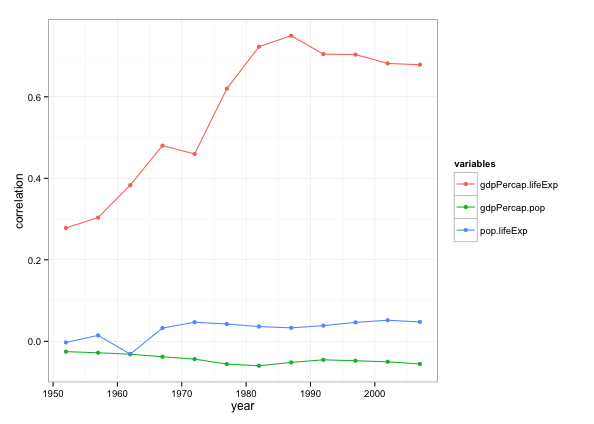 correlation
0.6
0.4
0.2
0.0
1950 1960 1970 1980 1990 2000
year
variables
gdpPercap.lifeExp
gdpPercap.pop
pop.lifeExp